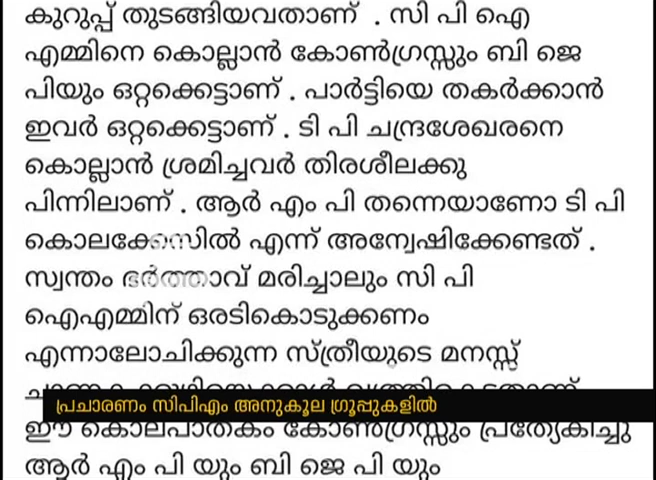 കുറുപ്പ് തുടങ്ങിയവതാണ് . സി പി ഐ
എമ്മിനെ കൊല്ലാൻ കോൺഗ്രസ്സും ബി ജെ
പിയും ഒറ്റക്കെട്ടാണ് . പാർട്ടിയെ തകർക്കാൻ
ഇവർ ഒറ്റക്കെട്ടാണ് . ടി പി ചന്ദ്രശേഖരനെ
കൊല്ലാൻ ശ്രമിച്ചവർ തിരശീലക്കു
പിന്നിലാണ് . ആർ എം പി തന്നെയാണോ ടി പി
കൊലക്കേസിൽ എന്ന് അന്വേഷിക്കേണ്ടത് .
സ്വന്തം ഭർത്താവ് മരിച്ചാലും സി പി
ഐഎമ്മിന് ഒരടികൊടുക്കണം
എന്നാലോചിക്കുന്ന സ്ത്രീയുടെ മനസ്സ്
പ്രചാരണം സിപിഎം അനുകൂല ഗ്രൂപ്പുകളിൽ
ഈ കൊലപാതകം കോൺഗ്രസ്സും പ്രത്യേകിച്ചു
ആർ എം പി യും ബി ജെ പി യും